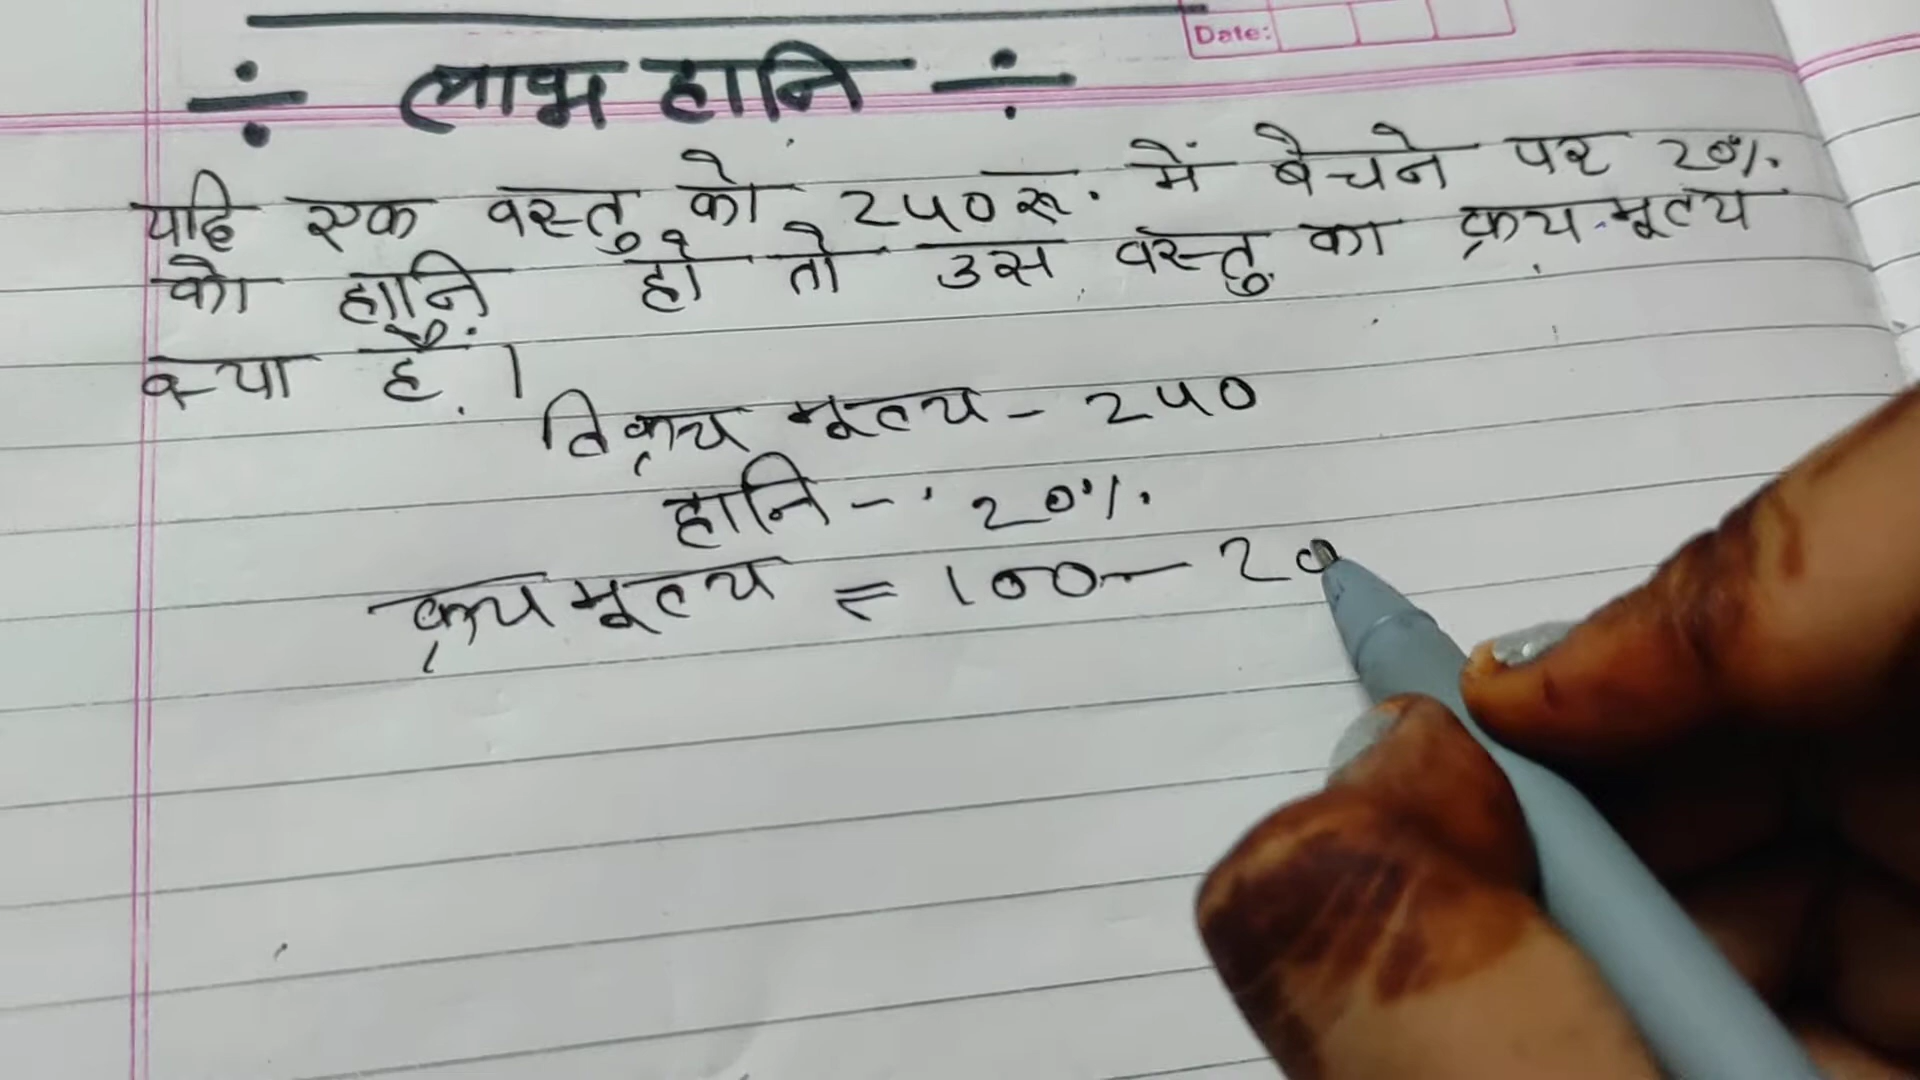 Date:
÷ लाभ हानि ÷
यदि एक वस्तु को 240रू. में बेचने पर 20%
की हानि हो तो उस वस्तु का क्रय मूल्य
क्या है।
विक्रय मूल्य - 240
हानि - 20%
क्रय मूल्य = 100 - 20